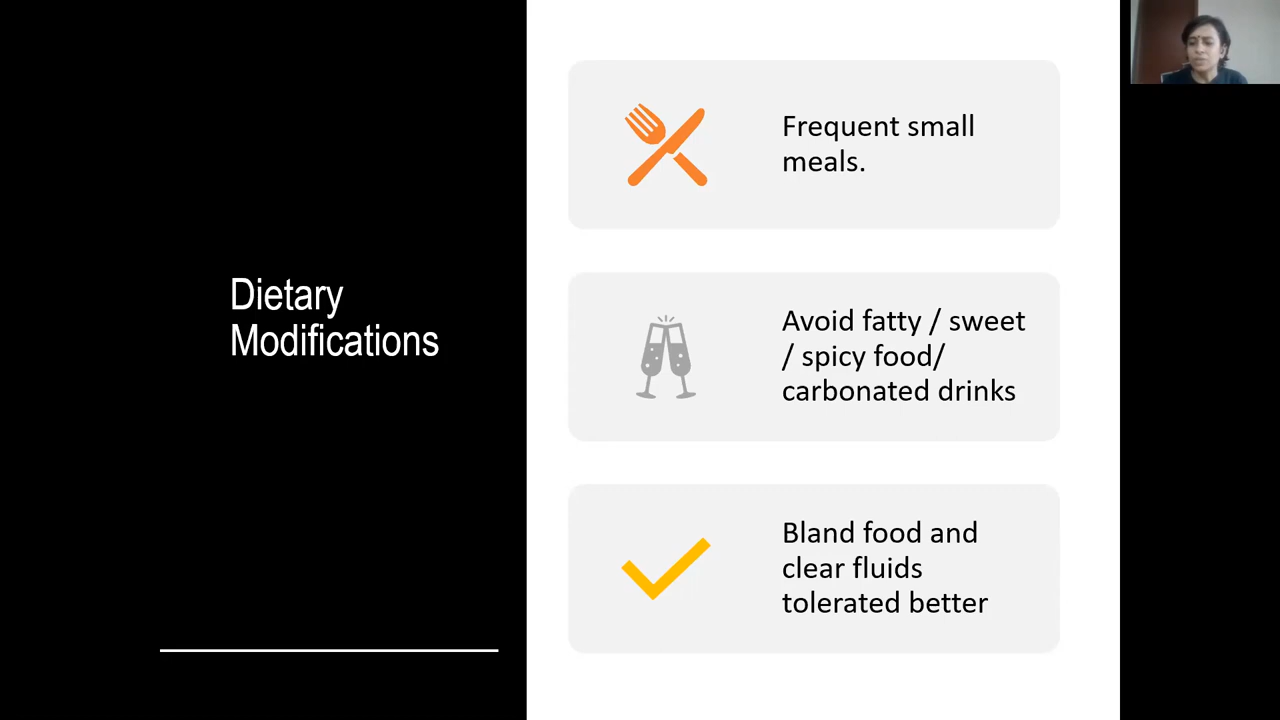 Dietary
Modifications
Frequent small
meals.
Avoid fatty / sweet
/ spicy food/
carbonated drinks
Bland food and
clear fluids
tolerated better